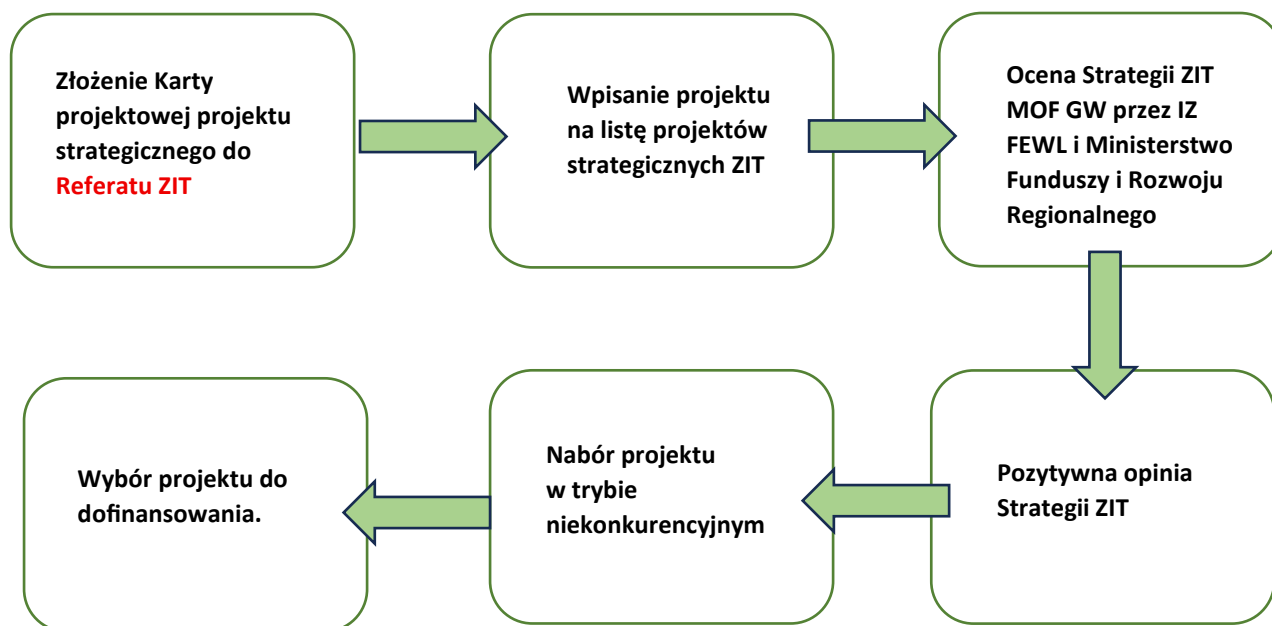 Złożenie Karty
projektowej projektu
strategicznego do
Referatu ZIT
Wpisanie projektu
na listę projektów
strategicznych ZIT
Ocena Strategii ZIT
MOF GW przez IZ
FEWL i Ministerstwo
Funduszy i Rozwoju
Regionalnego
Pozytywna opinia
Strategii ZIT
Nabór projektu
w trybie
niekonkurencyjnym
Wybór projektu do
dofinansowania.